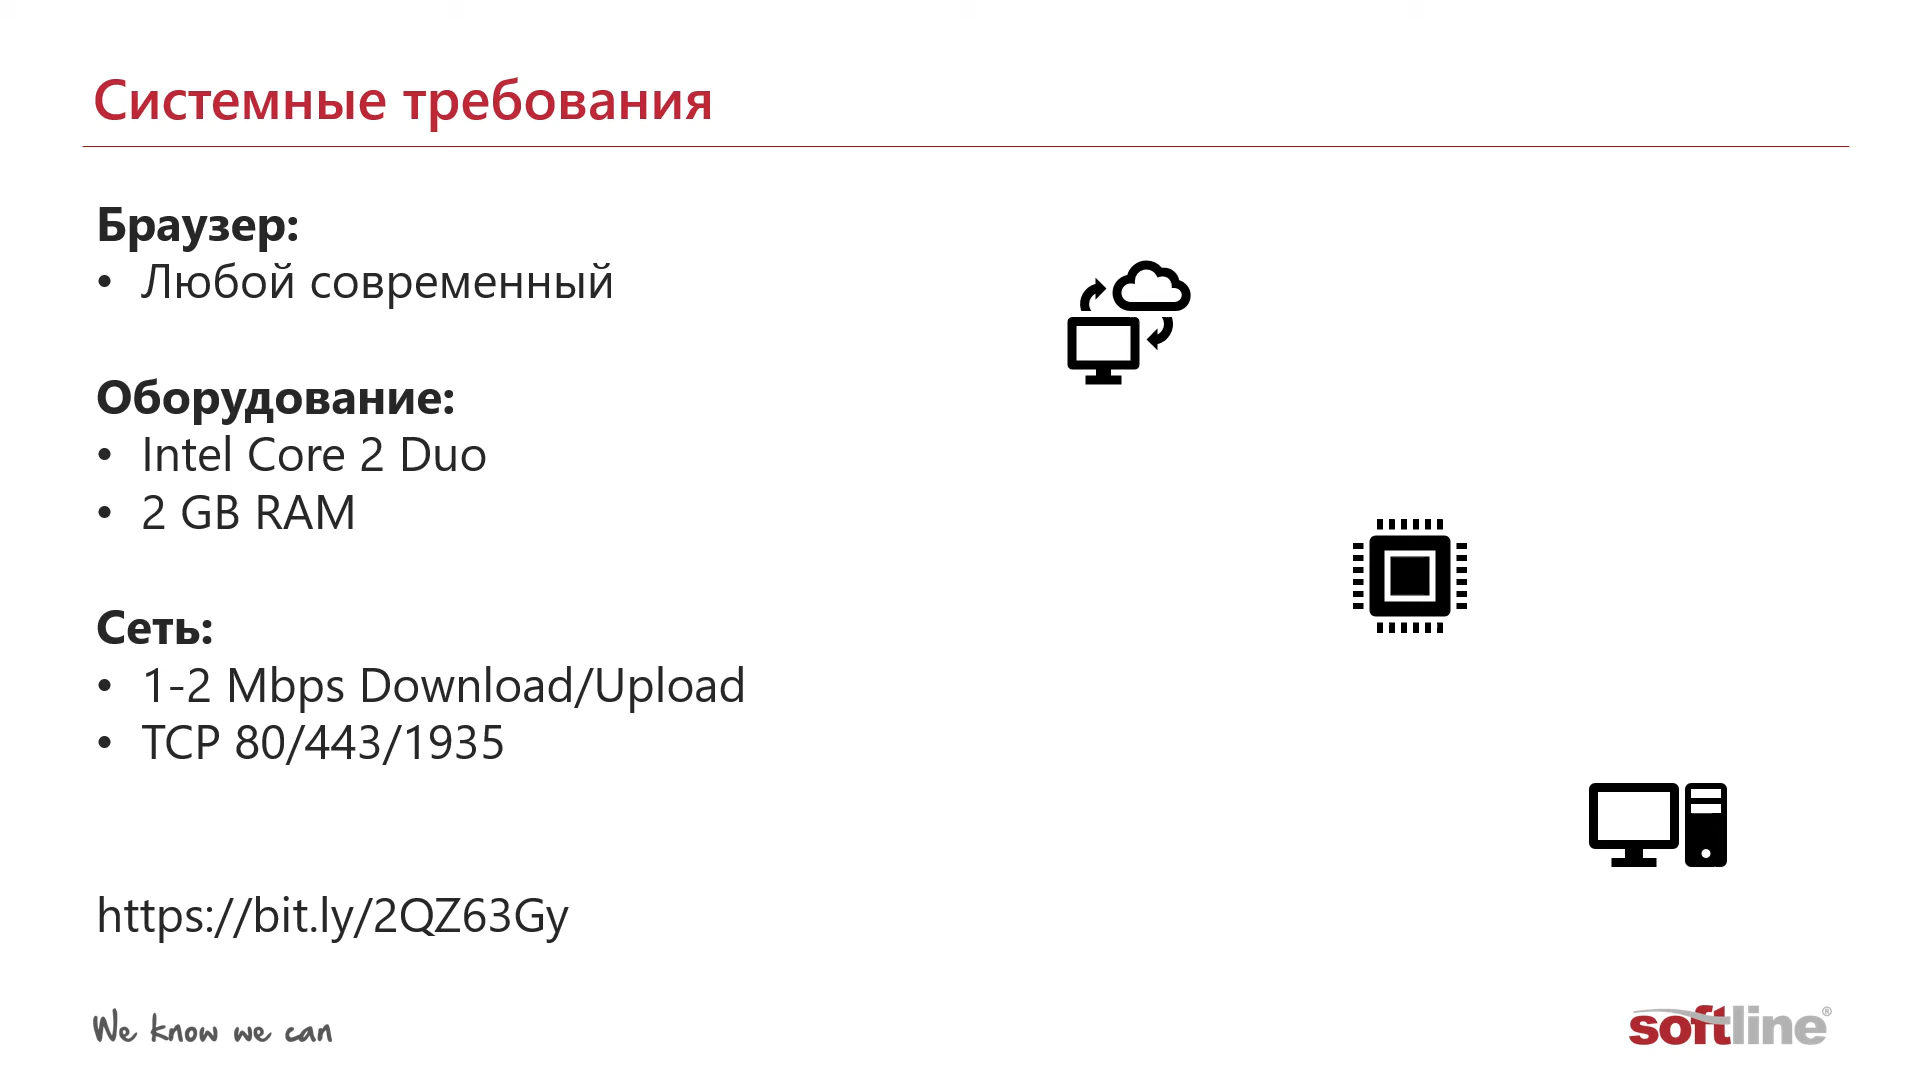 Системные требования
Браузер:
• Любой современный
Оборудование:
• Intel Core 2 Duo
• 2 GB RAM
Сеть:
• 1-2 Mbps Download/Upload
• TCP 80/443/1935
https://bit.ly/2QZ63Gy
We know we can
softline®